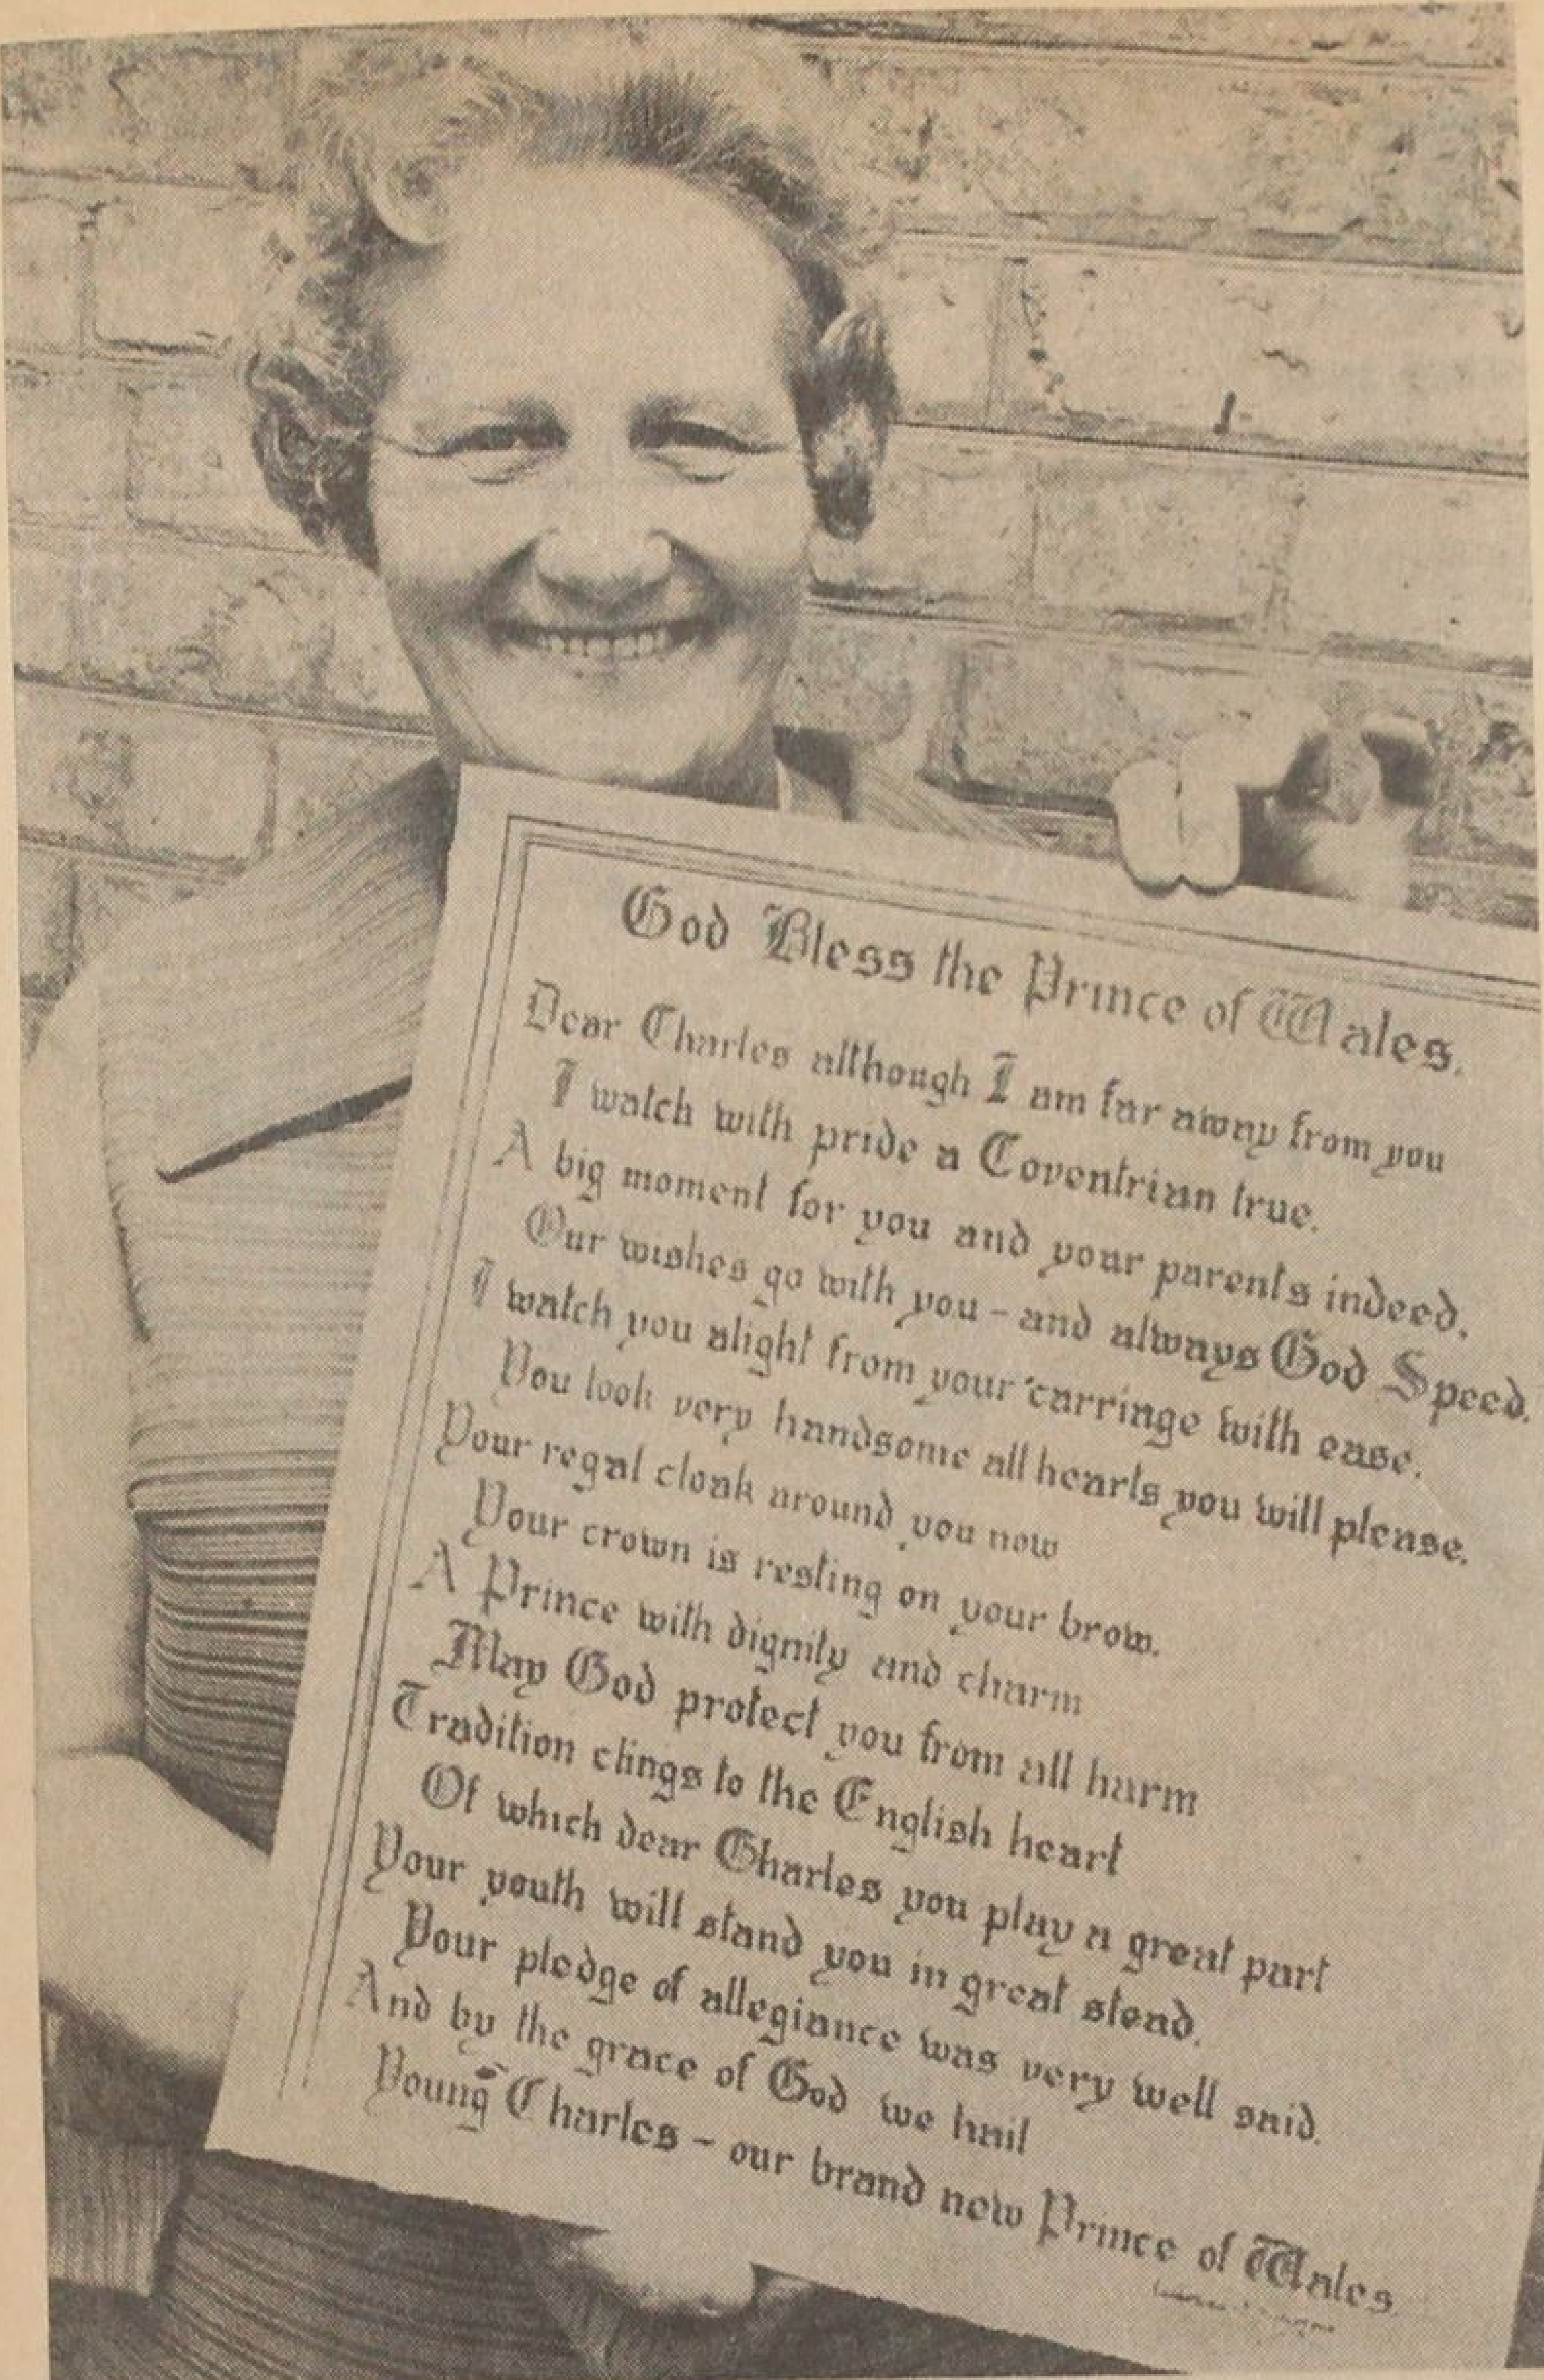 God Bless the Prince of Wales.
Dear Charles although I am far away from you
I watch with pride a Coventrian true.
A big moment for you and your parents indeed.
Our wishes go with you - and always God Speed.
I watch you alight from your carriage with ease.
You look very handsome all hearts you will please.
Your regal cloak around you now
Your crown is resting on your brow.
A Prince with dignity and charm
May God protect you from all harm
Tradition clings to the English heart
Of which dear Charles you play a great part
Your youth will stand you in great stead.
Your pledge of allegiance was very well said.
And by the grace of God we hail
Young Charles - our brand new Prince of Wales